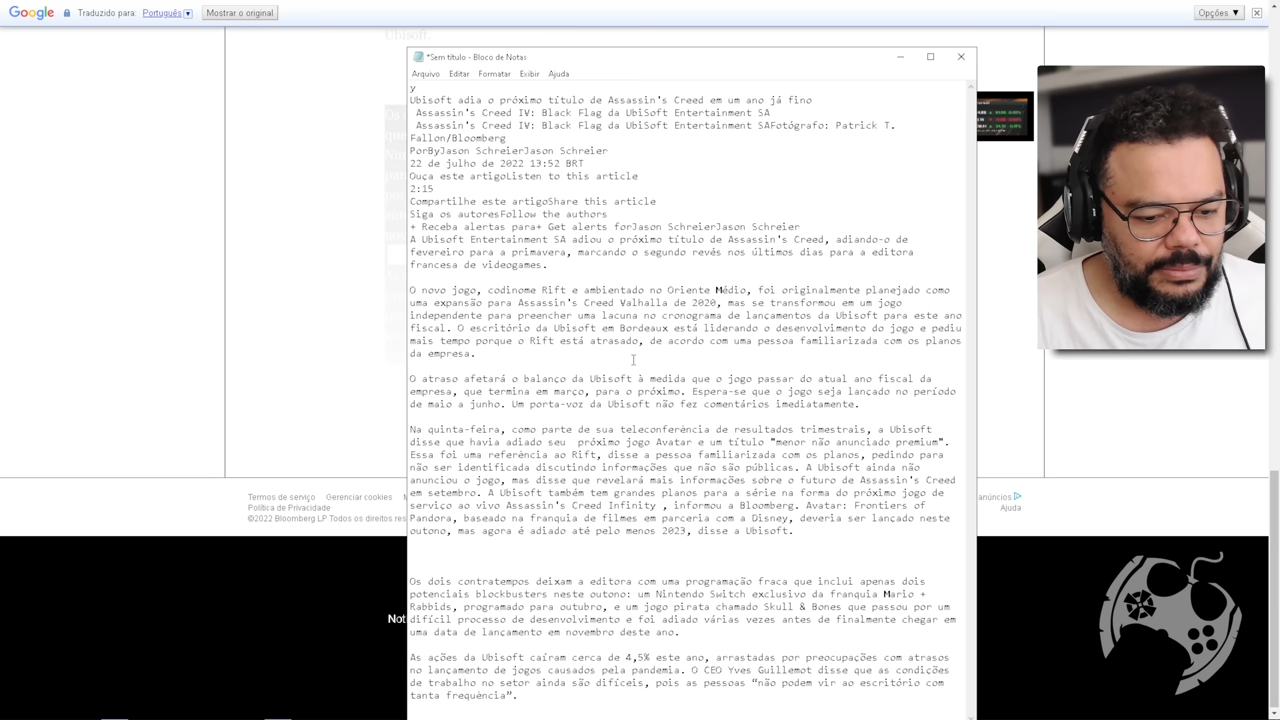 Google Traduzido para: Português Mostrar o original Opções ▼
Ubisoft.
*Sem título - Bloco de Notas
Arquivo Editar Formatar Exibir Ajuda
y
Ubisoft adia o próximo título de Assassin's Creed em um ano já fino
Assassin's Creed IV: Black Flag da UbiSoft Entertainment SA
Assassin's Creed IV: Black Flag da UbiSoft Entertainment SAFotógrafo: Patrick T.
Fallon/Bloomberg
PorByJason SchreierJason Schreier
22 de julho de 2022 13:52 BRT
Ouça este artigoListen to this article
2:15
Compartilhe este artigoShare this article
Siga os autoresFollow the authors
+ Receba alertas para+ Get alerts forJason SchreierJason Schreier
A Ubisoft Entertainment SA adiou o próximo título de Assassin's Creed, adiando-o de
fevereiro para a primavera, marcando o segundo revés nos últimos dias para a editora
francesa de videogames.
O novo jogo, codinome Rift e ambientado no Oriente Médio, foi originalmente planejado como
uma expansão para Assassin's Creed Valhalla de 2020, mas se transformou em um jogo
independente para preencher uma lacuna no cronograma de lançamentos da Ubisoft para este ano
fiscal. O escritório da Ubisoft em Bordeaux está liderando o desenvolvimento do jogo e pediu
mais tempo porque o Rift está atrasado, de acordo com uma pessoa familiarizada com os planos
da empresa.
O atraso afetará o balanço da Ubisoft à medida que o jogo passar do atual ano fiscal da
empresa, que termina em março, para o próximo. Espera-se que o jogo seja lançado no período
de maio a junho. Um porta-voz da Ubisoft não fez comentários imediatamente.
Na quinta-feira, como parte de sua teleconferência de resultados trimestrais, a Ubisoft
disse que havia adiado seu  próximo jogo Avatar e um título "menor não anunciado premium".
Essa foi uma referência ao Rift, disse a pessoa familiarizada com os planos, pedindo para
não ser identificada discutindo informações que não são públicas. A Ubisoft ainda não
anunciou o jogo, mas disse que revelará mais informações sobre o futuro de Assassin's Creed
em setembro. A Ubisoft também tem grandes planos para a série na forma do próximo jogo de
serviço ao vivo Assassin's Creed Infinity , informou a Bloomberg. Avatar: Frontiers of
Pandora, baseado na franquia de filmes em parceria com a Disney, deveria ser lançado neste
outono, mas agora é adiado até pelo menos 2023, disse a Ubisoft.
Os dois contratempos deixam a editora com uma programação fraca que inclui apenas dois
potenciais blockbusters neste outono: um Nintendo Switch exclusivo da franquia Mario +
Rabbids, programado para outubro, e um jogo pirata chamado Skull & Bones que passou por um
difícil processo de desenvolvimento e foi adiado várias vezes antes de finalmente chegar em
uma data de lançamento em novembro deste ano.
As ações da Ubisoft caíram cerca de 4,5% este ano, arrastadas por preocupações com atrasos
no lançamento de jogos causados pela pandemia. O CEO Yves Guillemot disse que as condições
de trabalho no setor ainda são difíceis, pois as pessoas “não podem vir ao escritório com
tanta frequência”.
Termos de serviço Gerenciar cookies
anúncios
Política de Privacidade
Ajuda
©2022 Bloomberg LP Todos os direitos res
Not